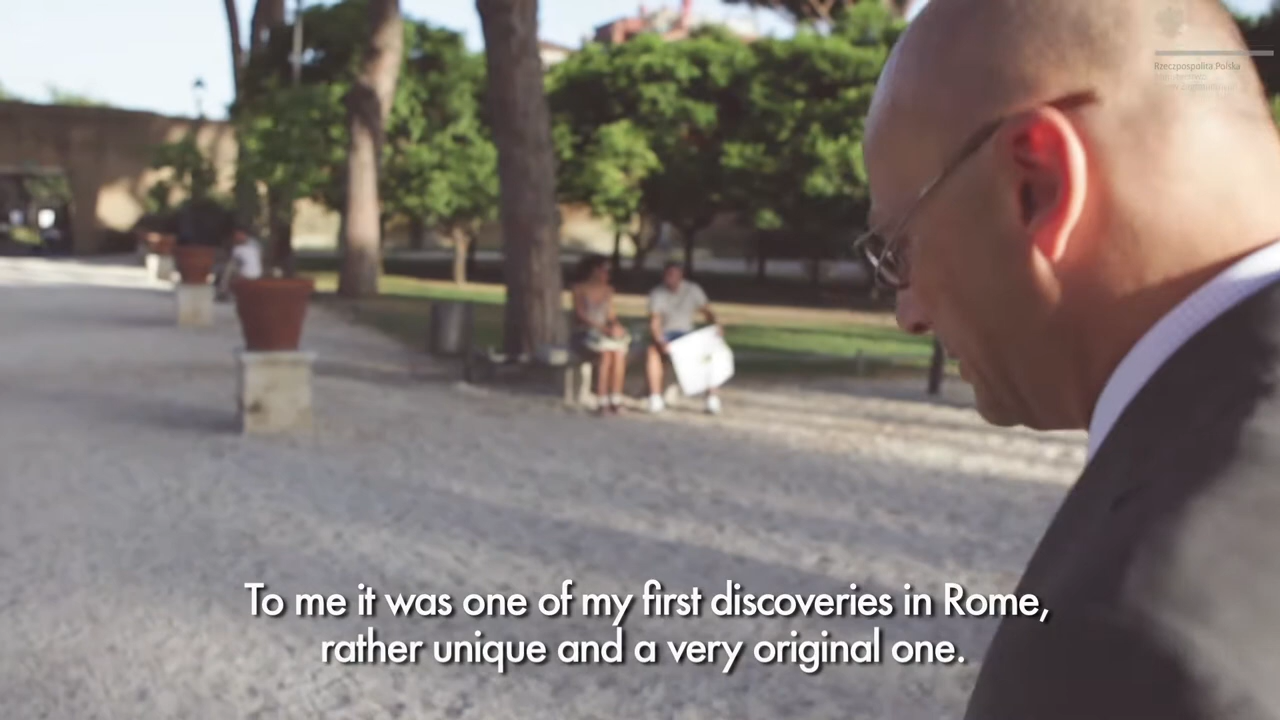 Rzeczpospolita Polska
To me it was one of my first discoveries in Rome,
rather unique and a very original one.